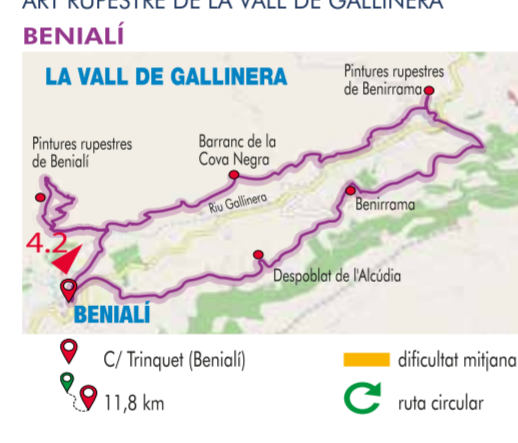 ART RUPESTRE DE LA VALL DE GALLINERA
BENIALÍ
LA VALL DE GALLINERA
Pintures rupestres
de Benirrama
Pintures rupestres
de Benialí
Barranc de la
Cova Negra
Riu Gallinera
Benirrama
4.2
Despoblat de l'Alcúdia
BENIALÍ
C/ Trinquet (Benialí)
dificultat mitjana
11,8 km
ruta circular